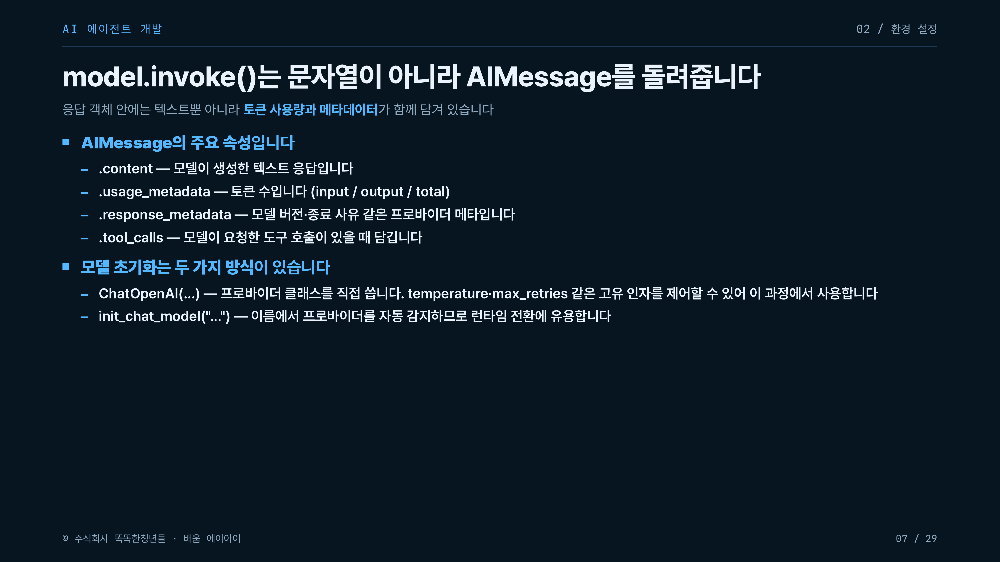 AI 에이전트 개발
02 / 환경 설정
model.invoke()는 문자열이 아니라 AIMessage를 돌려줍니다
응답 객체 안에는 텍스트뿐 아니라 토큰 사용량과 메타데이터가 함께 담겨 있습니다
■ AIMessage의 주요 속성입니다
– .content — 모델이 생성한 텍스트 응답입니다
– .usage_metadata — 토큰 수입니다 (input / output / total)
– .response_metadata — 모델 버전·종료 사유 같은 프로바이더 메타입니다
– .tool_calls — 모델이 요청한 도구 호출이 있을 때 담깁니다
■ 모델 초기화는 두 가지 방식이 있습니다
– ChatOpenAI(...) — 프로바이더 클래스를 직접 씁니다. temperature·max_retries 같은 고유 인자를 제어할 수 있어 이 과정에서 사용합니다
– init_chat_model("...") — 이름에서 프로바이더를 자동 감지하므로 런타임 전환에 유용합니다
© 주식회사 똑똑한청년들 · 배움 에이아이
07 / 29